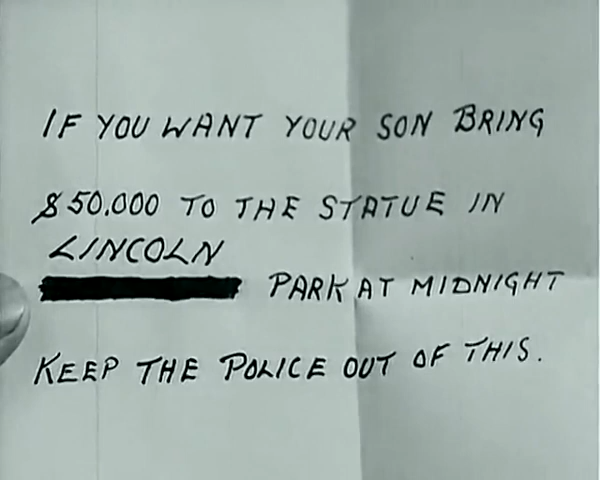 IF YOU WANT YOUR SON BRING
$50.000 TO THE STATUE IN
LINCOLN
PARK AT MIDNIGHT
KEEP THE POLICE OUT OF THIS.